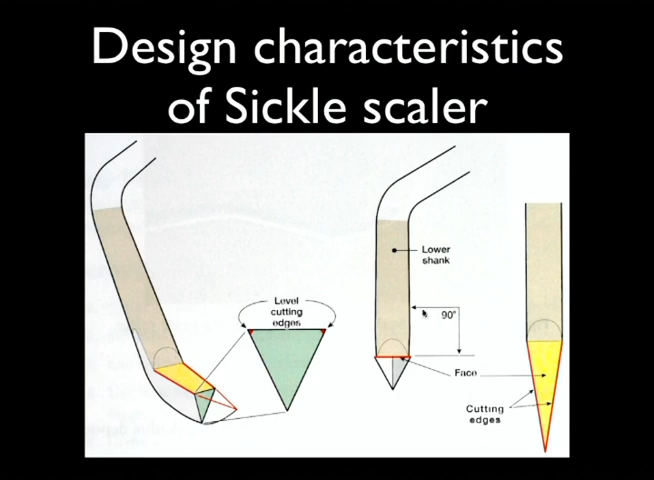 Design characteristics
of Sickle scaler
Lower
shank
Level
cutting
edges
90°
Face
Cutting
edges